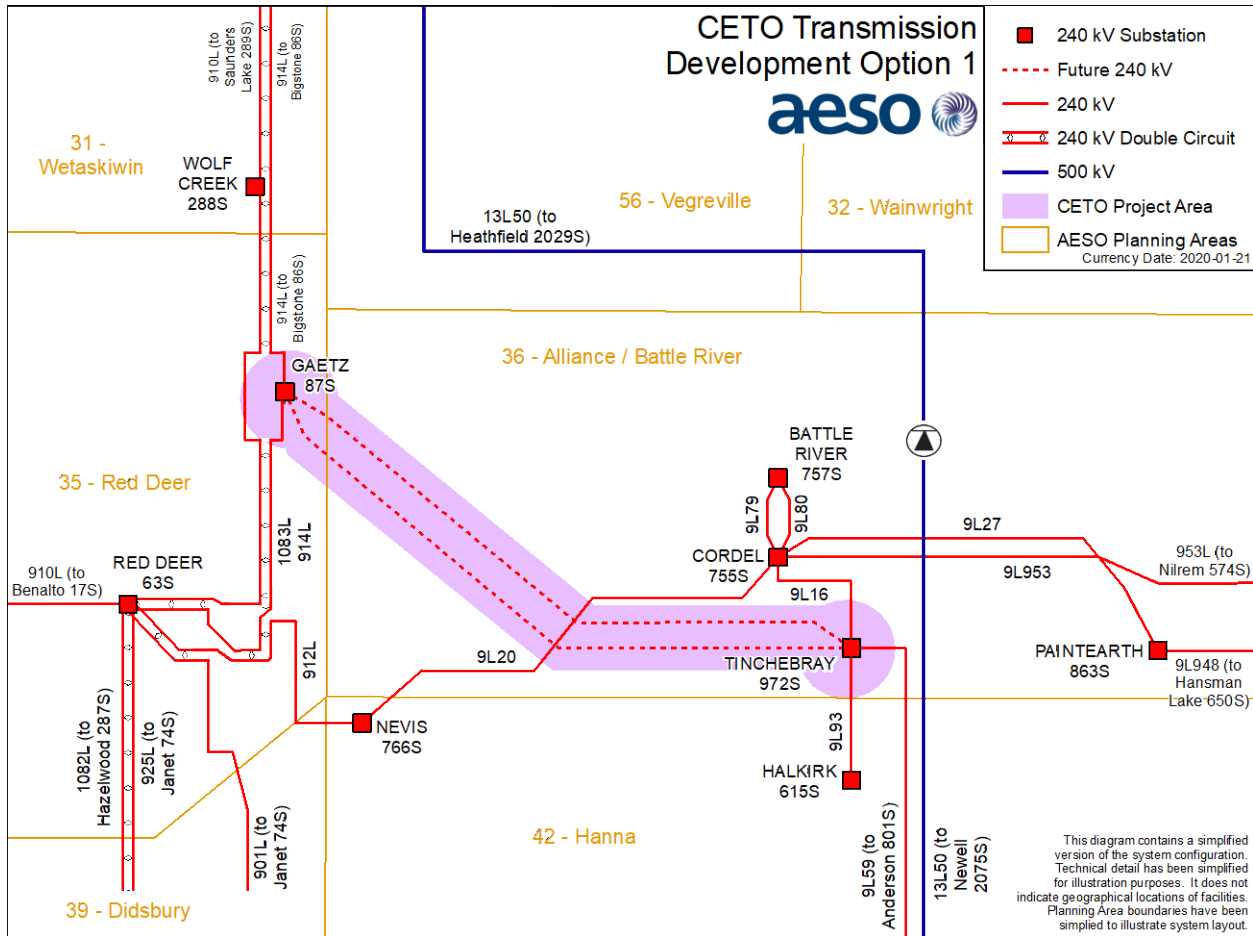 CETO Transmission
Development Option 1
aeso
240 kV Substation
Future 240 kV
240 kV
240 kV Double Circuit
500 kV
CETO Project Area
AESO Planning Areas
Currency Date: 2020-01-21
910L (to
Saunders
Lake 289S)
914L (to
Bigstone 86S)
31 -
Wetaskiwin
WOLF
CREEK
288S
56 - Vegreville
32 - Wainwright
13L50 (to
Heathfield 2029S)
914L (to
Bigstone 86S)
36 - Alliance / Battle River
GAETZ
87S
BATTLE
RIVER
757S
35 - Red Deer
9L79
9L80
9L27
1083L
914L
CORDEL
755S
9L953
953L (to
Nilrem 574S)
RED DEER
63S
910L (to
Benalto 17S)
9L16
912L
9L20
TINCHEBRAY
972S
PAINTEARTH
863S
9L948 (to
Hansman
Lake 650S)
NEVIS
766S
9L93
1082L (to
Hazelwood 287S)
925L (to
Janet 74S)
HALKIRK
615S
901L (to
Janet 74S)
42 - Hanna
9L59 (to
Anderson 801S)
13L50 (to
Newell
2075S)
39 - Didsbury
This diagram contains a simplified
version of the system configuration.
Technical detail has been simplified
for illustration purposes. It does not
indicate geographical locations of facilities.
Planning Area boundaries have been
simplied to illustrate system layout.